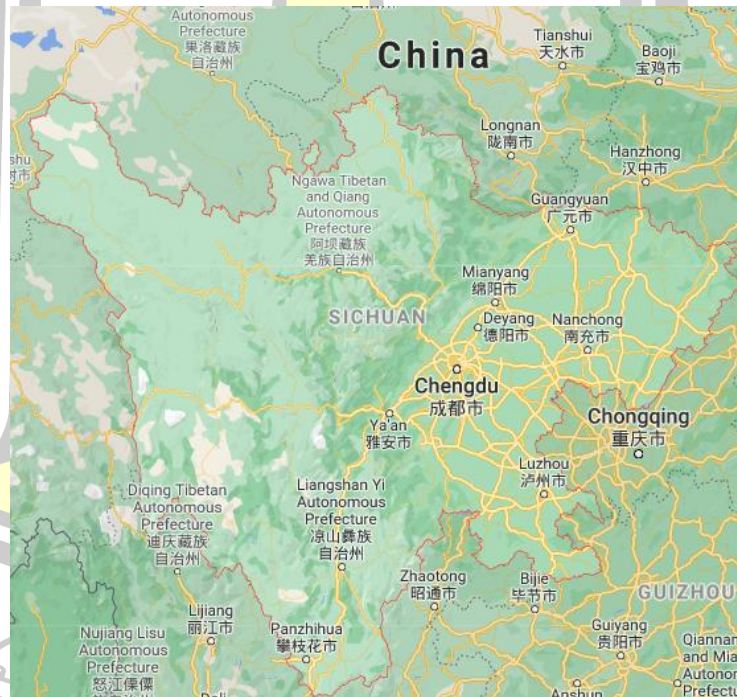 Autonomous
Prefecture
果洛藏族
自治州
China
Tianshui
天水市
Baoji
宝鸡市
Longnan
陇南市
Hanzhong
汉中市
shu
树市
Ngawa Tibetan
and Qiang
Autonomous
Prefecture
阿坝藏族
羌族自治州
Guangyuan
广元市
Mianyang
绵阳市
SICHUAN
Deyang
德阳市
Nanchong
南充市
Chengdu
成都市
Ya'an
雅安市
Chongqing
重庆市
Luzhou
泸州市
Diqing Tibetan
Autonomous
Prefecture
迪庆藏族
自治州
Liangshan Yi
Autonomous
Prefecture
凉山彝族
自治州
Zhaotong
昭通市
Bijie
毕节市
GUIZHOU
Lijiang
丽江市
Panzhihua
攀枝花市
Guiyang
贵阳市
Nujiang Lisu
Autonomous
Prefecture
怒江傈僳
Qiannan
and Mia
Autonom
Prefectu
Dali
Anshun